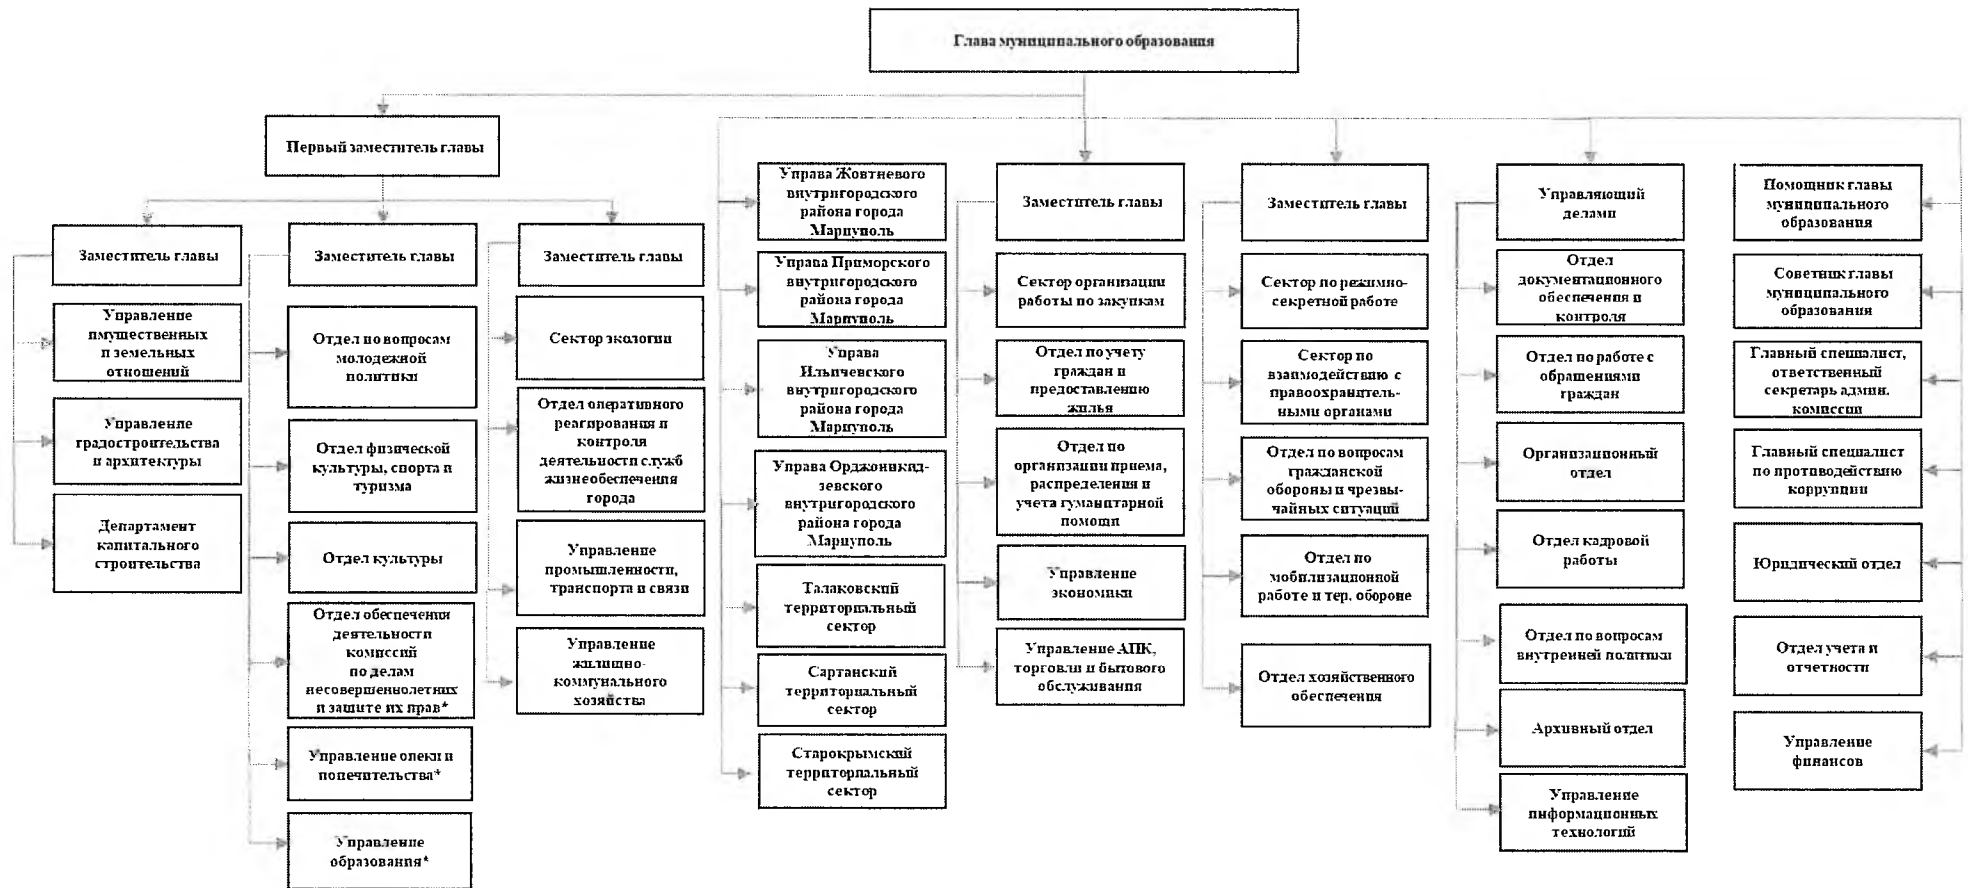 Глава муниципального образования
Первый заместитель главы
Заместитель главы
Управление
имущественных
и земельных
отношений
Управление
градостроительства
и архитектуры
Департамент
капитального
строительства
Заместитель главы
Отдел по вопросам
молодежной
политики
Отдел физической
культуры, спорта и
туризма
Отдел культуры
Отдел обеспечения
деятельности
комиссий
по делам
несовершеннолетних
и защите их прав*
Управление опеки и
попечительства*
Управление
образования*
Заместитель главы
Сектор экологии
Отдел оперативного
реагирования и
контроля
деятельности служб
жизнеобеспечения
города
Управление
промышленности,
транспорта и связи
Управление
жилищно-
коммунального
хозяйства
Управа Жовтневого
внутригородского
района города
Мариуполь
Управа Приморского
внутригородского
района города
Мариуполь
Управа
Ильичевского
внутригородского
района города
Мариуполь
Управа Орджоникид-
зевского
внутригородского
района города
Мариуполь
Талаковский
территориальный
сектор
Сартанский
территориальный
сектор
Старокрымский
территориальный
сектор
Заместитель главы
Сектор организации
работы по закупкам
Отдел по учету
граждан и
предоставлению
жилья
Отдел по
организации приема,
распределения и
учета гуманитарной
помощи
Управление
экономики
Управление АПК,
торговли и бытового
обслуживания
Заместитель главы
Сектор по режимно-
секретной работе
Сектор по
взаимодействию с
правоохранитель-
ными органами
Отдел по вопросам
гражданской
обороны и чрезвы-
чайных ситуаций
Отдел по
мобилизационной
работе и тер. обороне
Отдел хозяйственного
обеспечения
Управляющий
делами
Отдел
документационного
обеспечения и
контроля
Отдел по работе с
обращениями
граждан
Организационный
отдел
Отдел кадровой
работы
Отдел по вопросам
внутренней политики
Архивный отдел
Управление
информационных
технологий
Помощник главы
муниципального
образования
Советник главы
муниципального
образования
Главный специалист,
ответственный
секретарь админ.
комиссии
Главный специалист
по противодействию
коррупции
Юридический отдел
Отдел учета и
отчетности
Управление
финансов